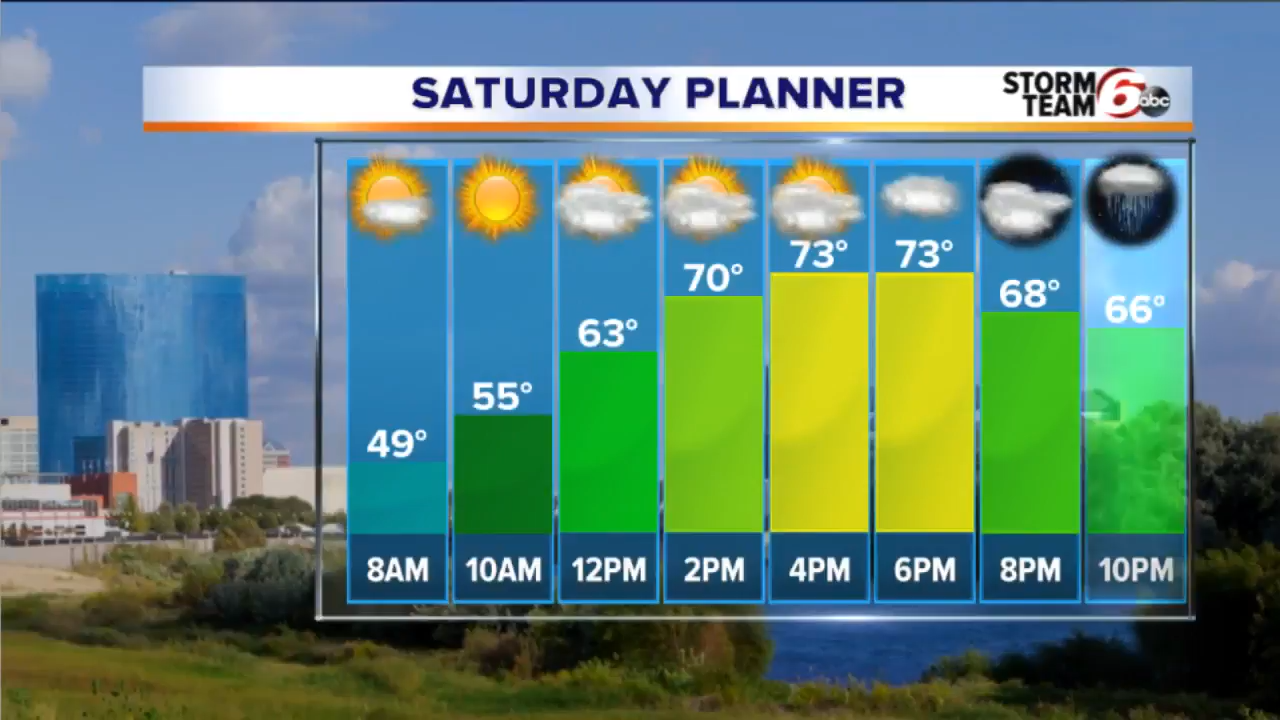 SATURDAY PLANNER
STORM
TEAM 6 abc
49° 55° 63° 70° 73° 73° 68° 66°
8AM 10AM 12PM 2PM 4PM 6PM 8PM 10PM